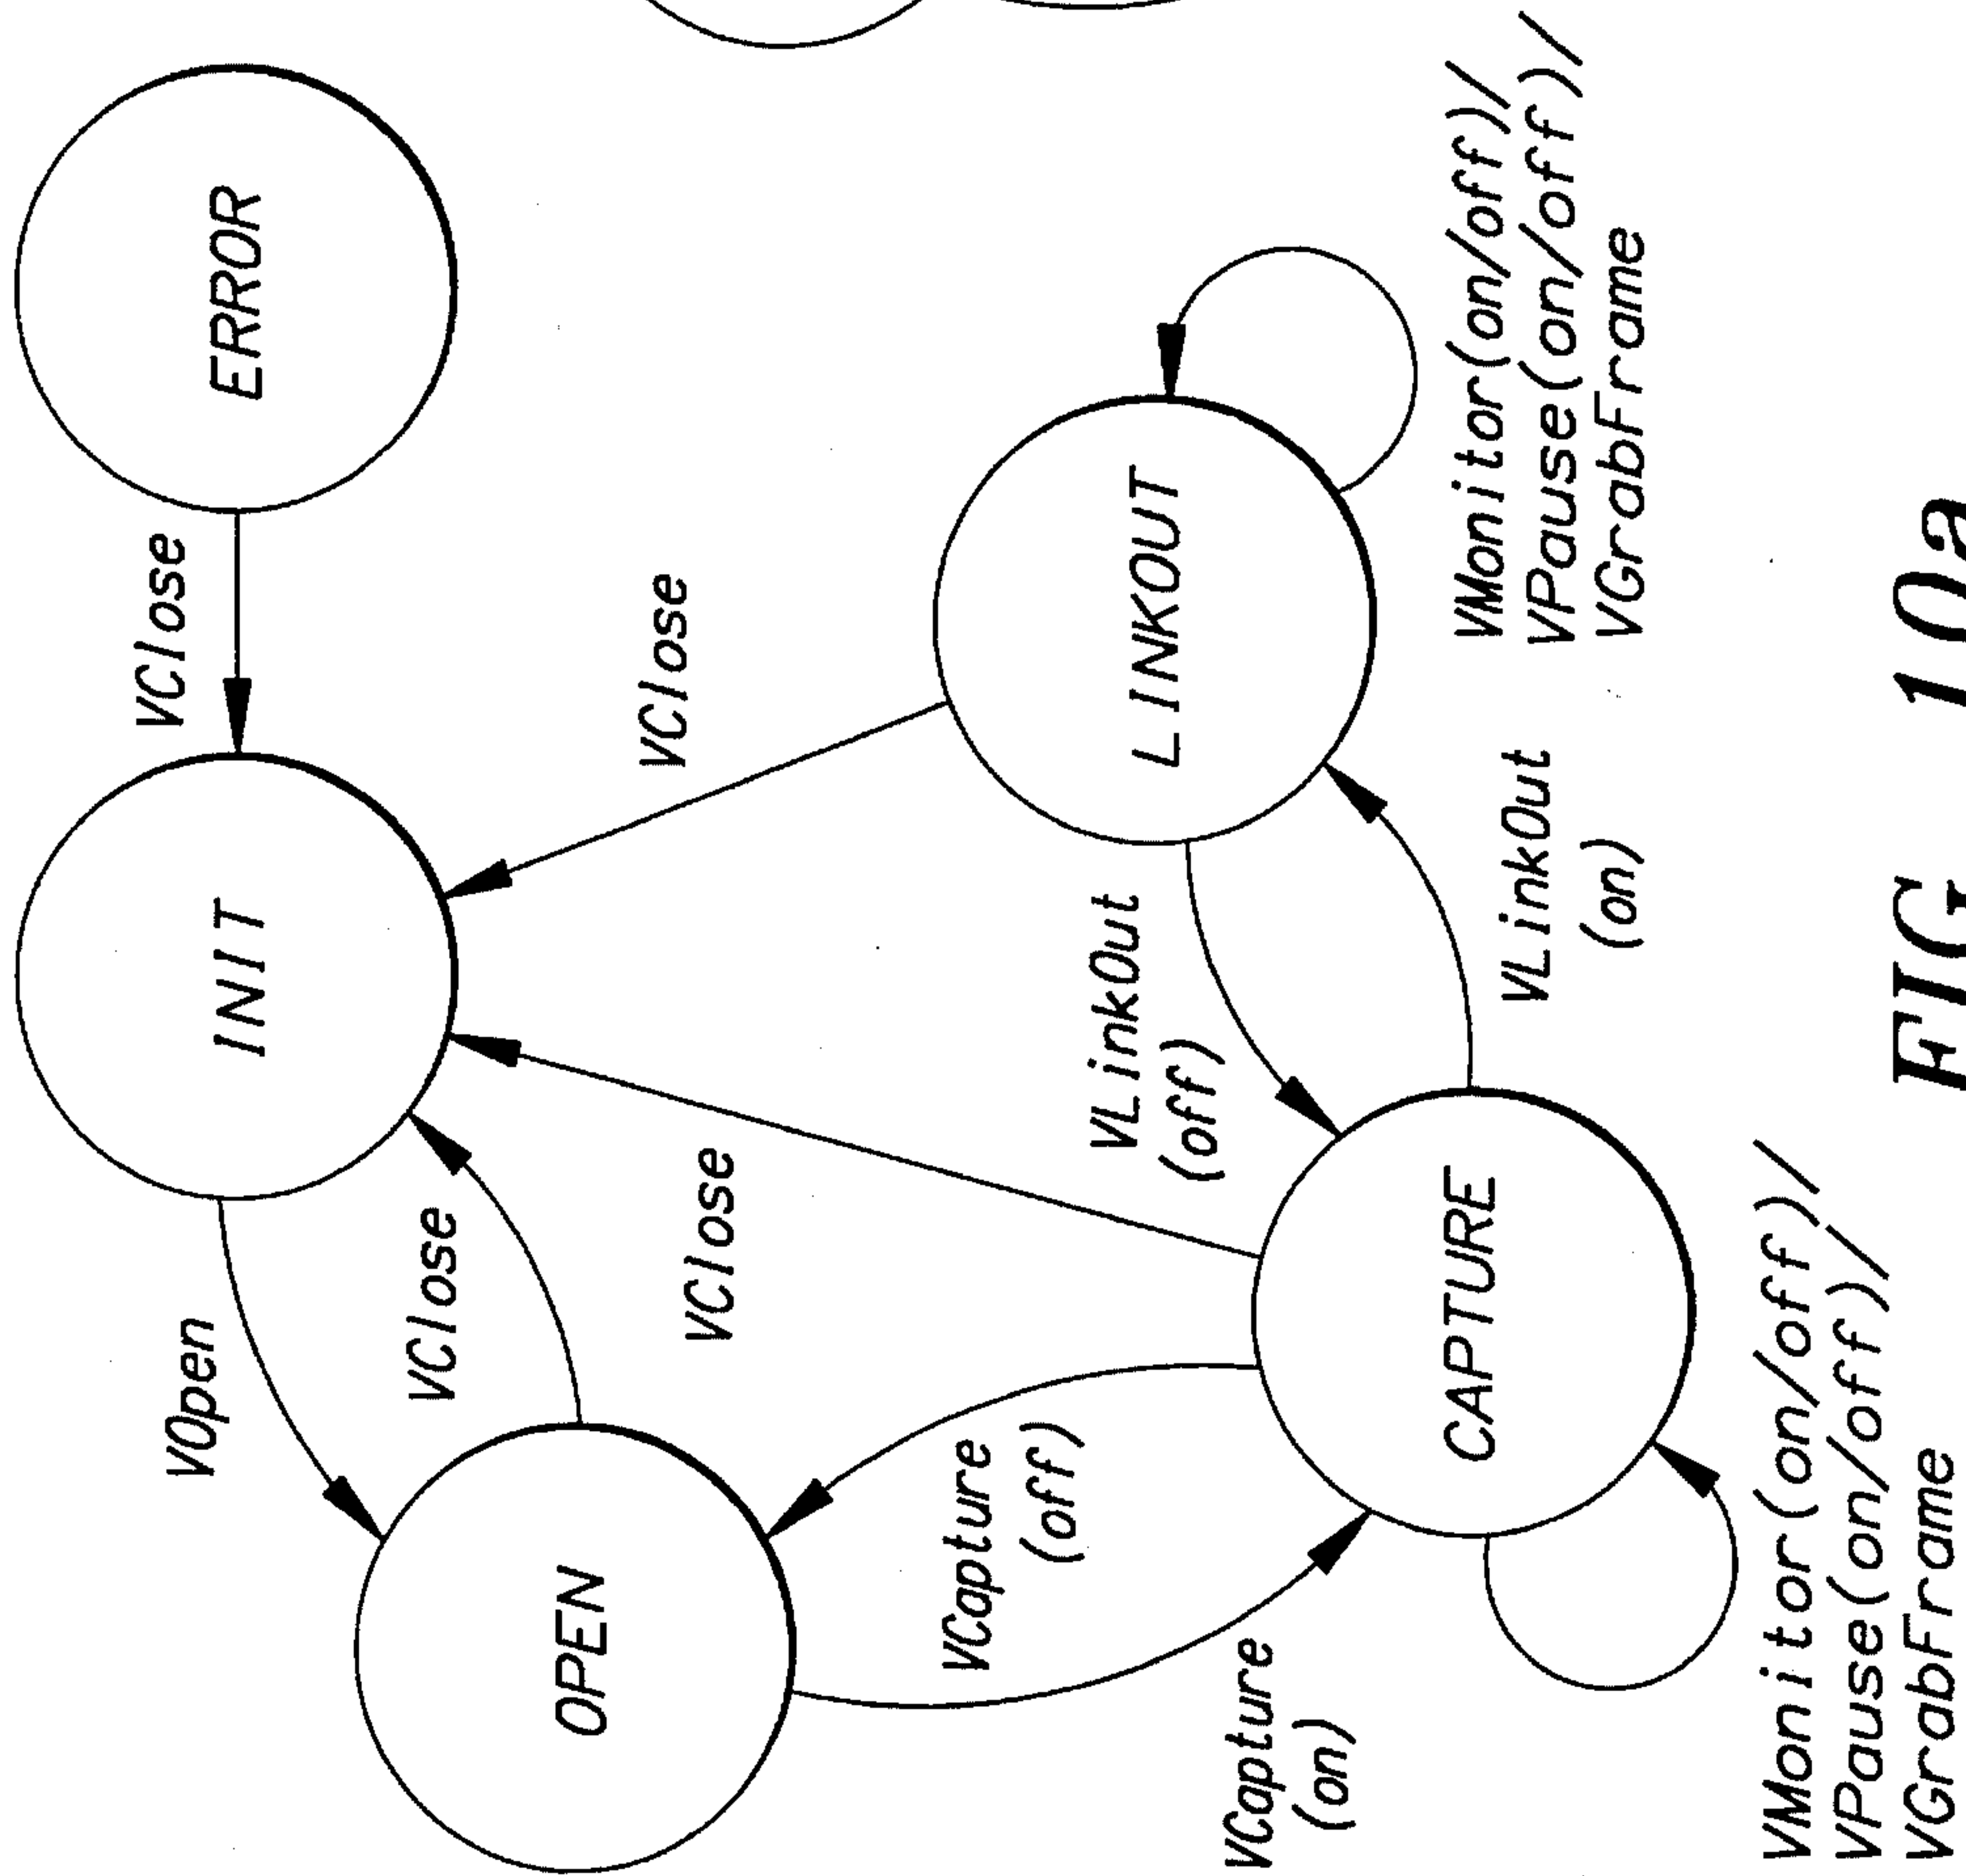 VOpen
VClose
INIT
ERROR
VClose
OPEN
VClose
VClose
VCapture
(off)
VLinkOut
(off)
LINKOUT
VCapture
(on)
CAPTURE
VLinkOut
(on)
VMonitor(on/off)/
VPause(on/off)/
VGrabFrame
VMonitor(on/off)/
VPause(on/off)/
VGrabFrame
FIG 10a